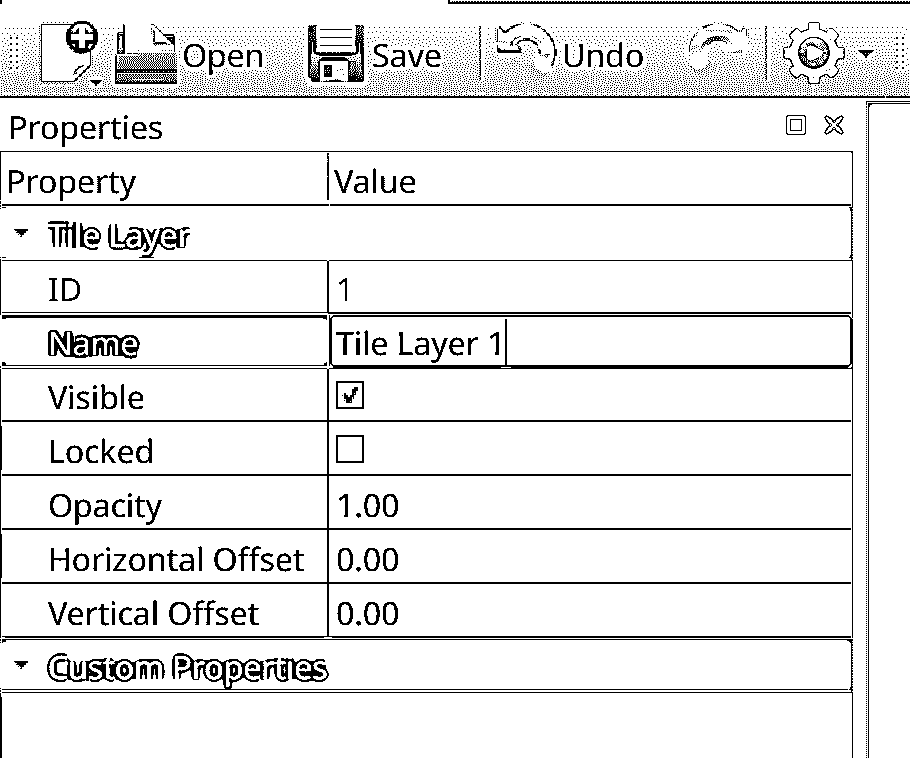 Open Save Undo
Properties
Property Value
Tile Layer
ID 1
Name Tile Layer 1
Visible
Locked
Opacity 1.00
Horizontal Offset 0.00
Vertical Offset 0.00
Custom Properties